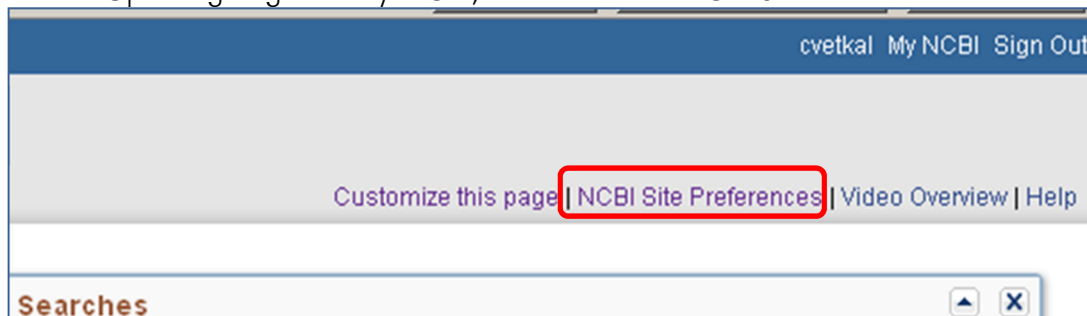 cvetkal My NCBI Sign Out
Customize this page | NCBI Site Preferences | Video Overview | Help
Searches